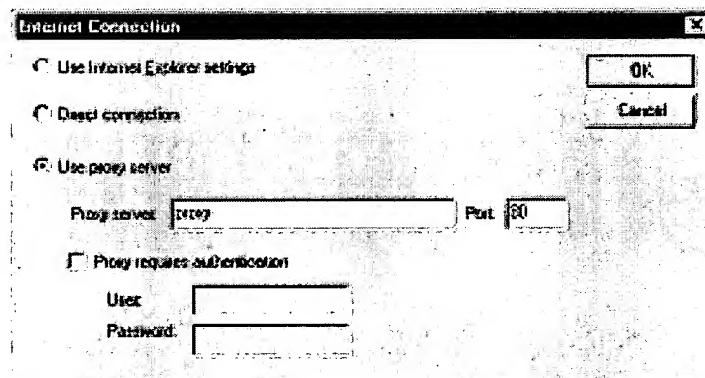 Internet Connection
Use Internet Explorer settings
OK
Direct connection
Cancel
Use proxy server
Proxy server: proxy Port: 80
Proxy requires authentication
User:
Password: